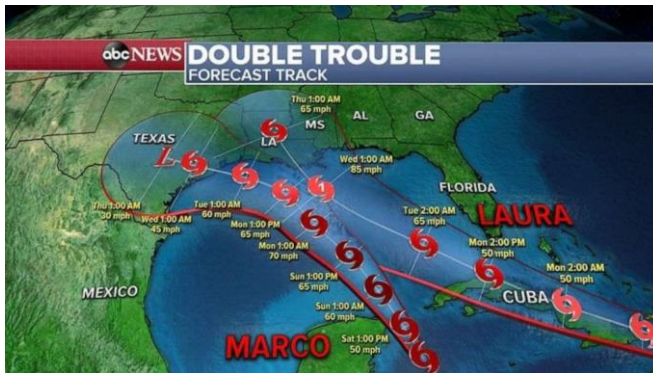 abc NEWS
DOUBLE TROUBLE
FORECAST TRACK
Thu 1:00 AM
65 mph
MS
AL
GA
TEXAS
LA
L
Wed 1:00 AM
85 mph
1
FLORIDA
LAURA
Thu 1:00 AM
30 mph
Wed 1:00 AM
45 mph
Tue 1:00 AM
60 mph
Mon 1:00 PM
65 mph
Mon 1:00 AM
70 mph
Tue 2:00 AM
65 mph
Mon 2:00 PM
50 mph
Mon 2:00 AM
50 mph
Sun 1:00 PM
65 mph
MEXICO
Sun 1:00 AM
60 mph
CUBA
MARCO
Sat 1:00 PM
50 mph